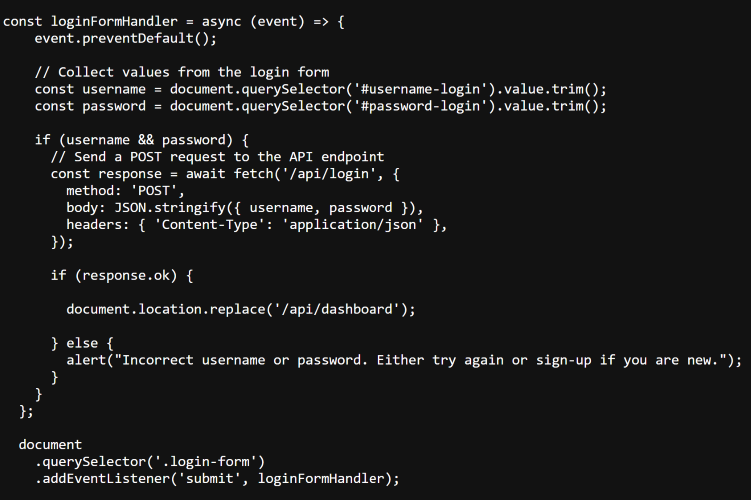 const loginFormHandler = async (event) => {
    event.preventDefault();

    // Collect values from the login form
    const username = document.querySelector('#username-login').value.trim();
    const password = document.querySelector('#password-login').value.trim();

    if (username && password) {
      // Send a POST request to the API endpoint
      const response = await fetch('/api/login', {
        method: 'POST',
        body: JSON.stringify({ username, password }),
        headers: { 'Content-Type': 'application/json' },
      });

      if (response.ok) {

        document.location.replace('/api/dashboard');

      } else {
        alert("Incorrect username or password. Either try again or sign-up if you are new.");
      }
    }
  };

  document
    .querySelector('.login-form')
    .addEventListener('submit', loginFormHandler);